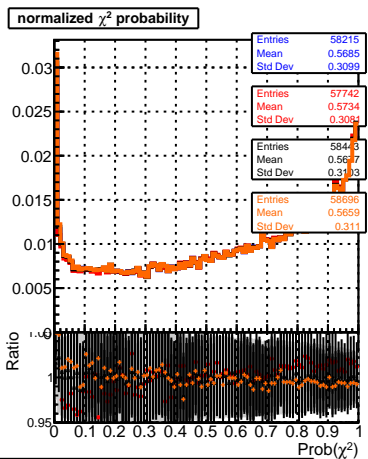 normalized χ² probability
Entries 58215
Mean 0.5685
Std Dev 0.3099
Entries 57742
Mean 0.5734
Std Dev
Entries
Mean
Std Dev
Entries 58696
Mean 0.5659
Std Dev 0.311
0.03
0.025
0.02
0.015
0.01
0.005
Ratio
1
0.95
0 0.1 0.2 0.3 0.4 0.5 0.6 0.7 0.8 0.9 1
Prob(χ²)